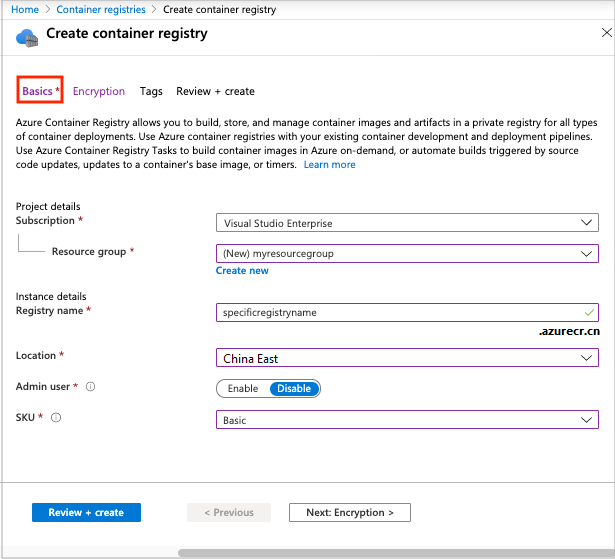 Home > Container registries > Create container registry
Create container registry
Basics * Encryption Tags Review + create
Azure Container Registry allows you to build, store, and manage container images and artifacts in a private registry for all types
of container deployments. Use Azure container registries with your existing container development and deployment pipelines.
Use Azure Container Registry Tasks to build container images in Azure on-demand, or automate builds triggered by source
code updates, updates to a container's base image, or timers. Learn more
Project details
Subscription * Visual Studio Enterprise
Resource group * (New) myresourcegroup
Create new
Instance details
Registry name * specificregistryname
.azurecr.cn
Location * China East
Admin user * Enable Disable
SKU * Basic
Review + create < Previous Next: Encryption >